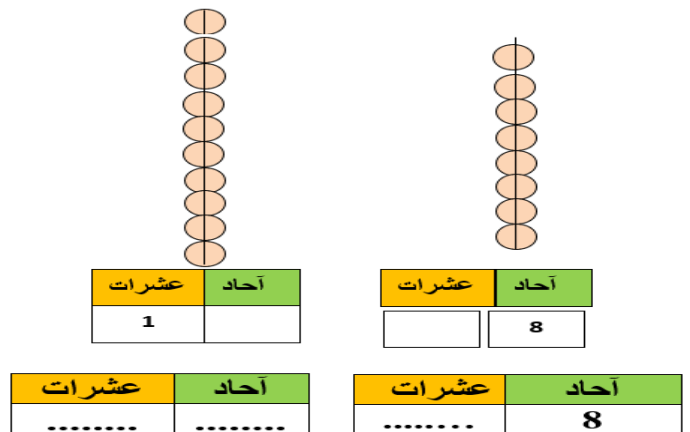 آحاد عشرات
8
آحاد عشرات
1
آحاد عشرات
8 ........
آحاد عشرات
........ ........